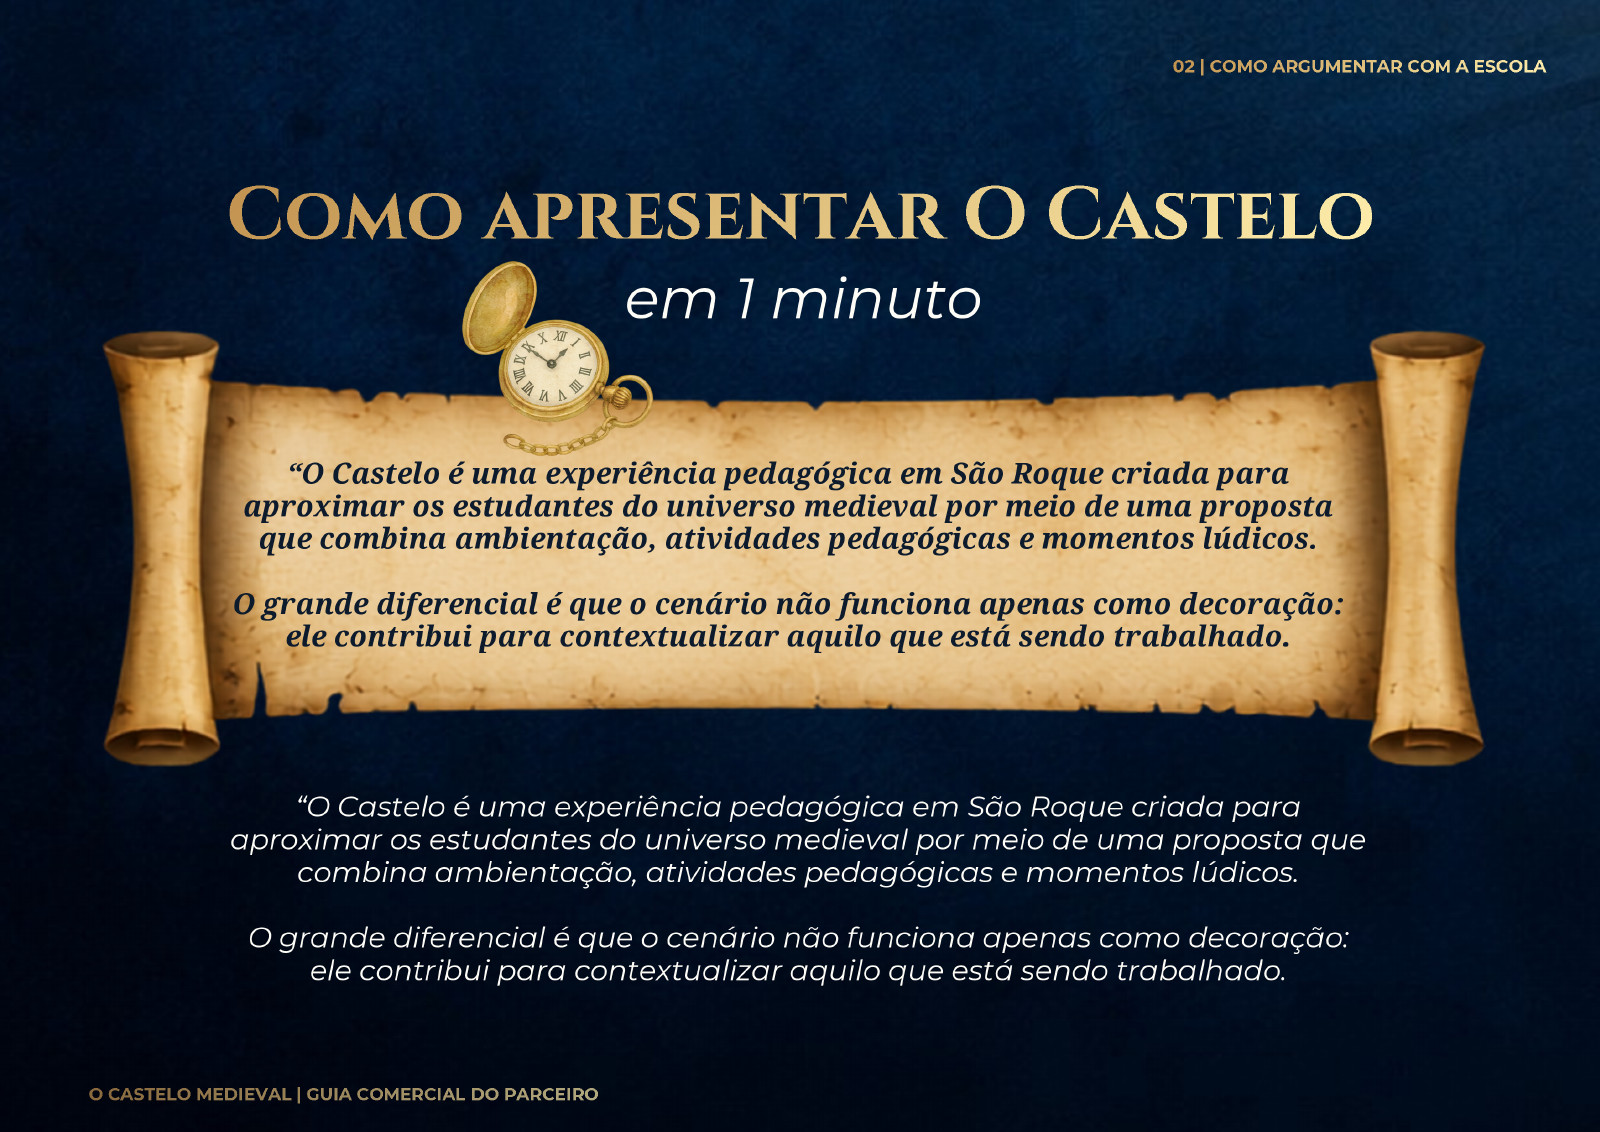 02 | COMO ARGUMENTAR COM A ESCOLA
COMO APRESENTAR O CASTELO
em 1 minuto
“O Castelo é uma experiência pedagógica em São Roque criada para
aproximar os estudantes do universo medieval por meio de uma proposta
que combina ambientação, atividades pedagógicas e momentos lúdicos.
O grande diferencial é que o cenário não funciona apenas como decoração:
ele contribui para contextualizar aquilo que está sendo trabalhado.
“O Castelo é uma experiência pedagógica em São Roque criada para
aproximar os estudantes do universo medieval por meio de uma proposta que
combina ambientação, atividades pedagógicas e momentos lúdicos.
O grande diferencial é que o cenário não funciona apenas como decoração:
ele contribui para contextualizar aquilo que está sendo trabalhado.
O CASTELO MEDIEVAL | GUIA COMERCIAL DO PARCEIRO